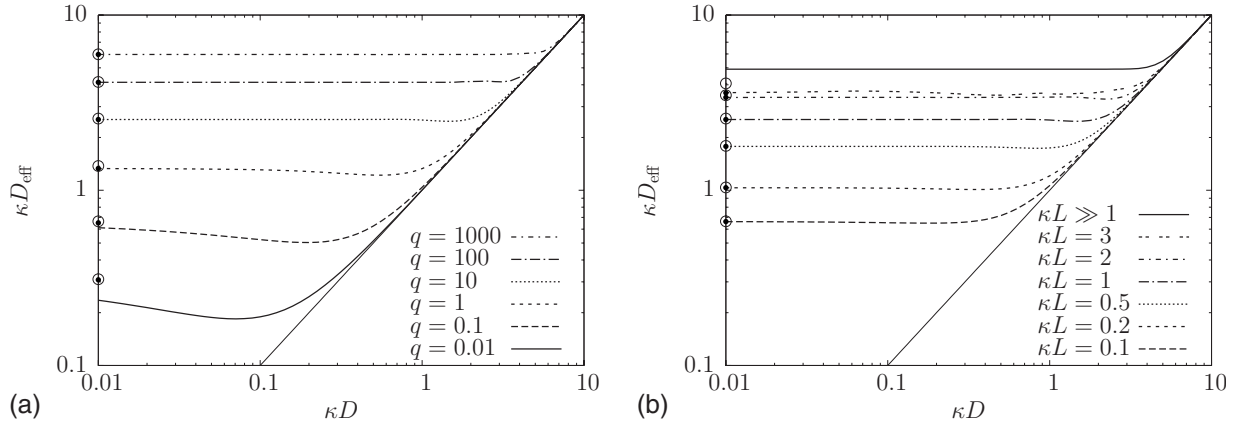 10
1
0.1
κD_eff
0.01
0.1
1
10
κD
q = 1000
q = 100
q = 10
q = 1
q = 0.1
q = 0.01
(a)
10
1
0.1
κD_eff
0.01
0.1
1
10
κD
κL ≫ 1
κL = 3
κL = 2
κL = 1
κL = 0.5
κL = 0.2
κL = 0.1
(b)